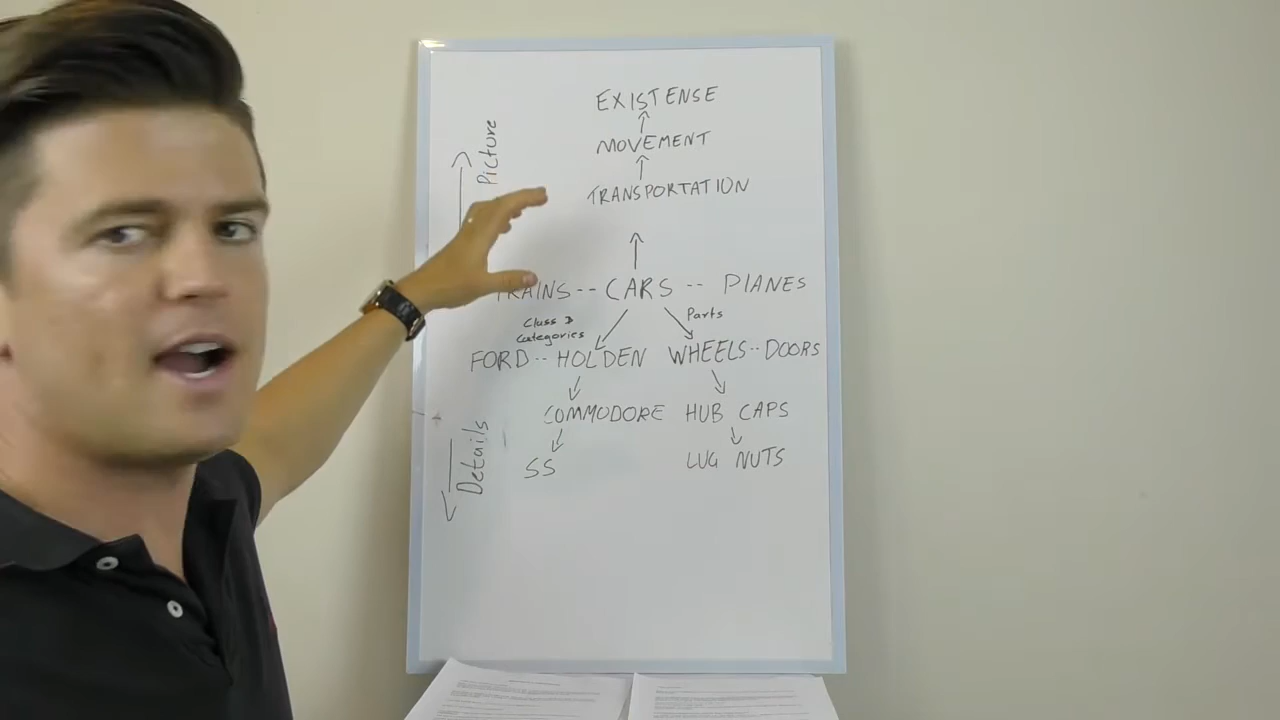 EXISTENSE
MOVEMENT
Picture
TRANSPORTATION
TRAINS -- CARS -- PLANES
Class & Categories
Parts
FORD -- HOLDEN WHEELS -- DOORS
COMMODORE HUB CAPS
Details
SS LUG NUTS